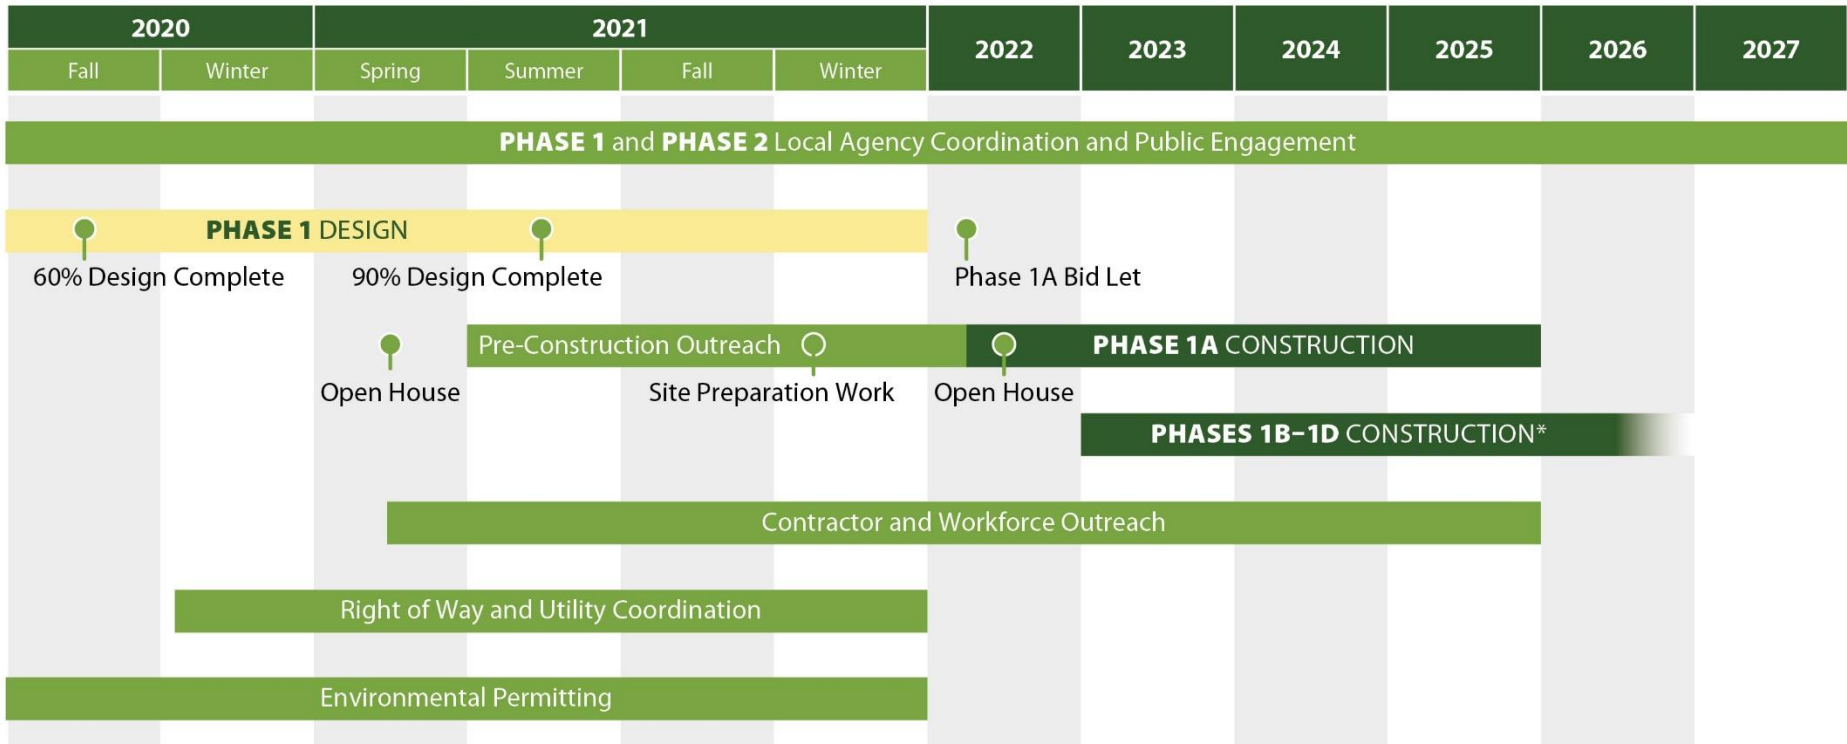 2020
2021
2022
2023
2024
2025
2026
2027
Fall
Winter
Spring
Summer
Fall
Winter
PHASE 1 and PHASE 2 Local Agency Coordination and Public Engagement
PHASE 1 DESIGN
60% Design Complete
90% Design Complete
Phase 1A Bid Let
Pre-Construction Outreach
PHASE 1A CONSTRUCTION
Open House
Site Preparation Work
Open House
PHASES 1B–1D CONSTRUCTION*
Contractor and Workforce Outreach
Right of Way and Utility Coordination
Environmental Permitting